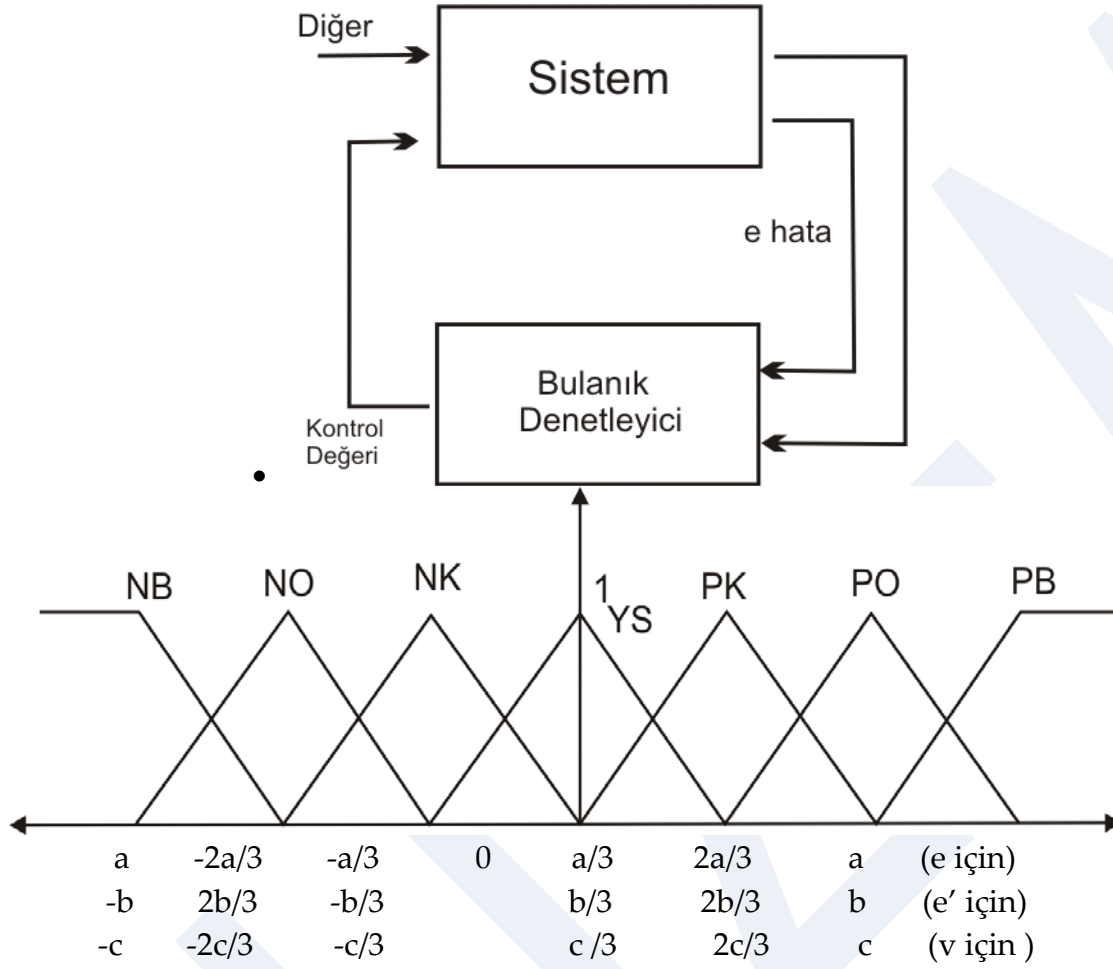 Diğer
Sistem
e hata
Bulanık
Denetleyici
Kontrol
Değeri
•
NB NO NK 1 YS PK PO PB
a -2a/3 -a/3 0 a/3 2a/3 a (e için)
-b 2b/3 -b/3 b/3 2b/3 b (e’ için)
-c -2c/3 -c/3 c /3 2c/3 c (v için )